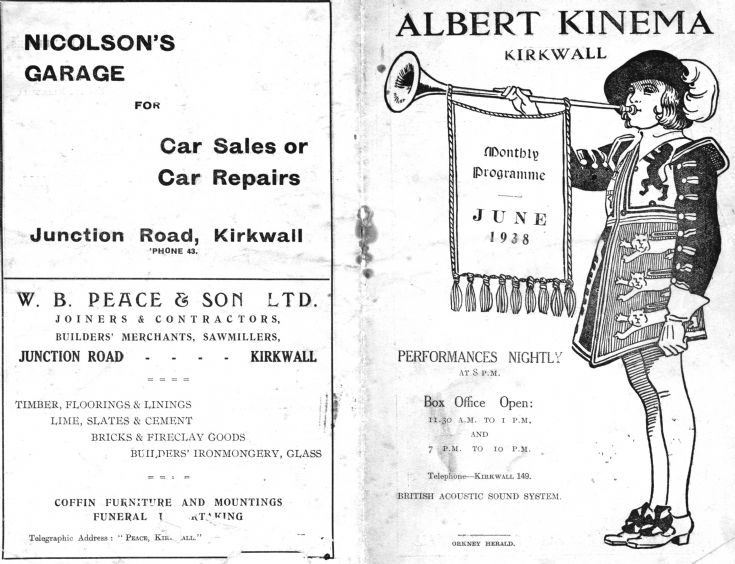 NICOLSON'S
GARAGE
FOR
Car Sales or
Car Repairs
Junction Road, Kirkwall
'PHONE 43.
W. B. PEACE & SON LTD.
JOINERS & CONTRACTORS,
BUILDERS' MERCHANTS, SAWMILLERS,
JUNCTION ROAD - - - - KIRKWALL
TIMBER, FLOORINGS & LININGS
LIME, SLATES & CEMENT
BRICKS & FIRECLAY GOODS
BUILDERS' IRONMONGERY, GLASS
COFFIN FURNITURE AND MOUNTINGS
FUNERAL
Telegraphic Address: "PEACE,
ALBERT KINEMA
KIRKWALL
Monthly
Programme
JUNE
1938
PERFORMANCES NIGHTLY
AT 8 P.M.
Box Office Open:
11.30 A.M. TO 1 P.M.
AND
7 P.M. TO 10 P.M.
Telephone—KIRKWALL 149.
BRITISH ACOUSTIC SOUND SYSTEM.
ORKNEY HERALD.